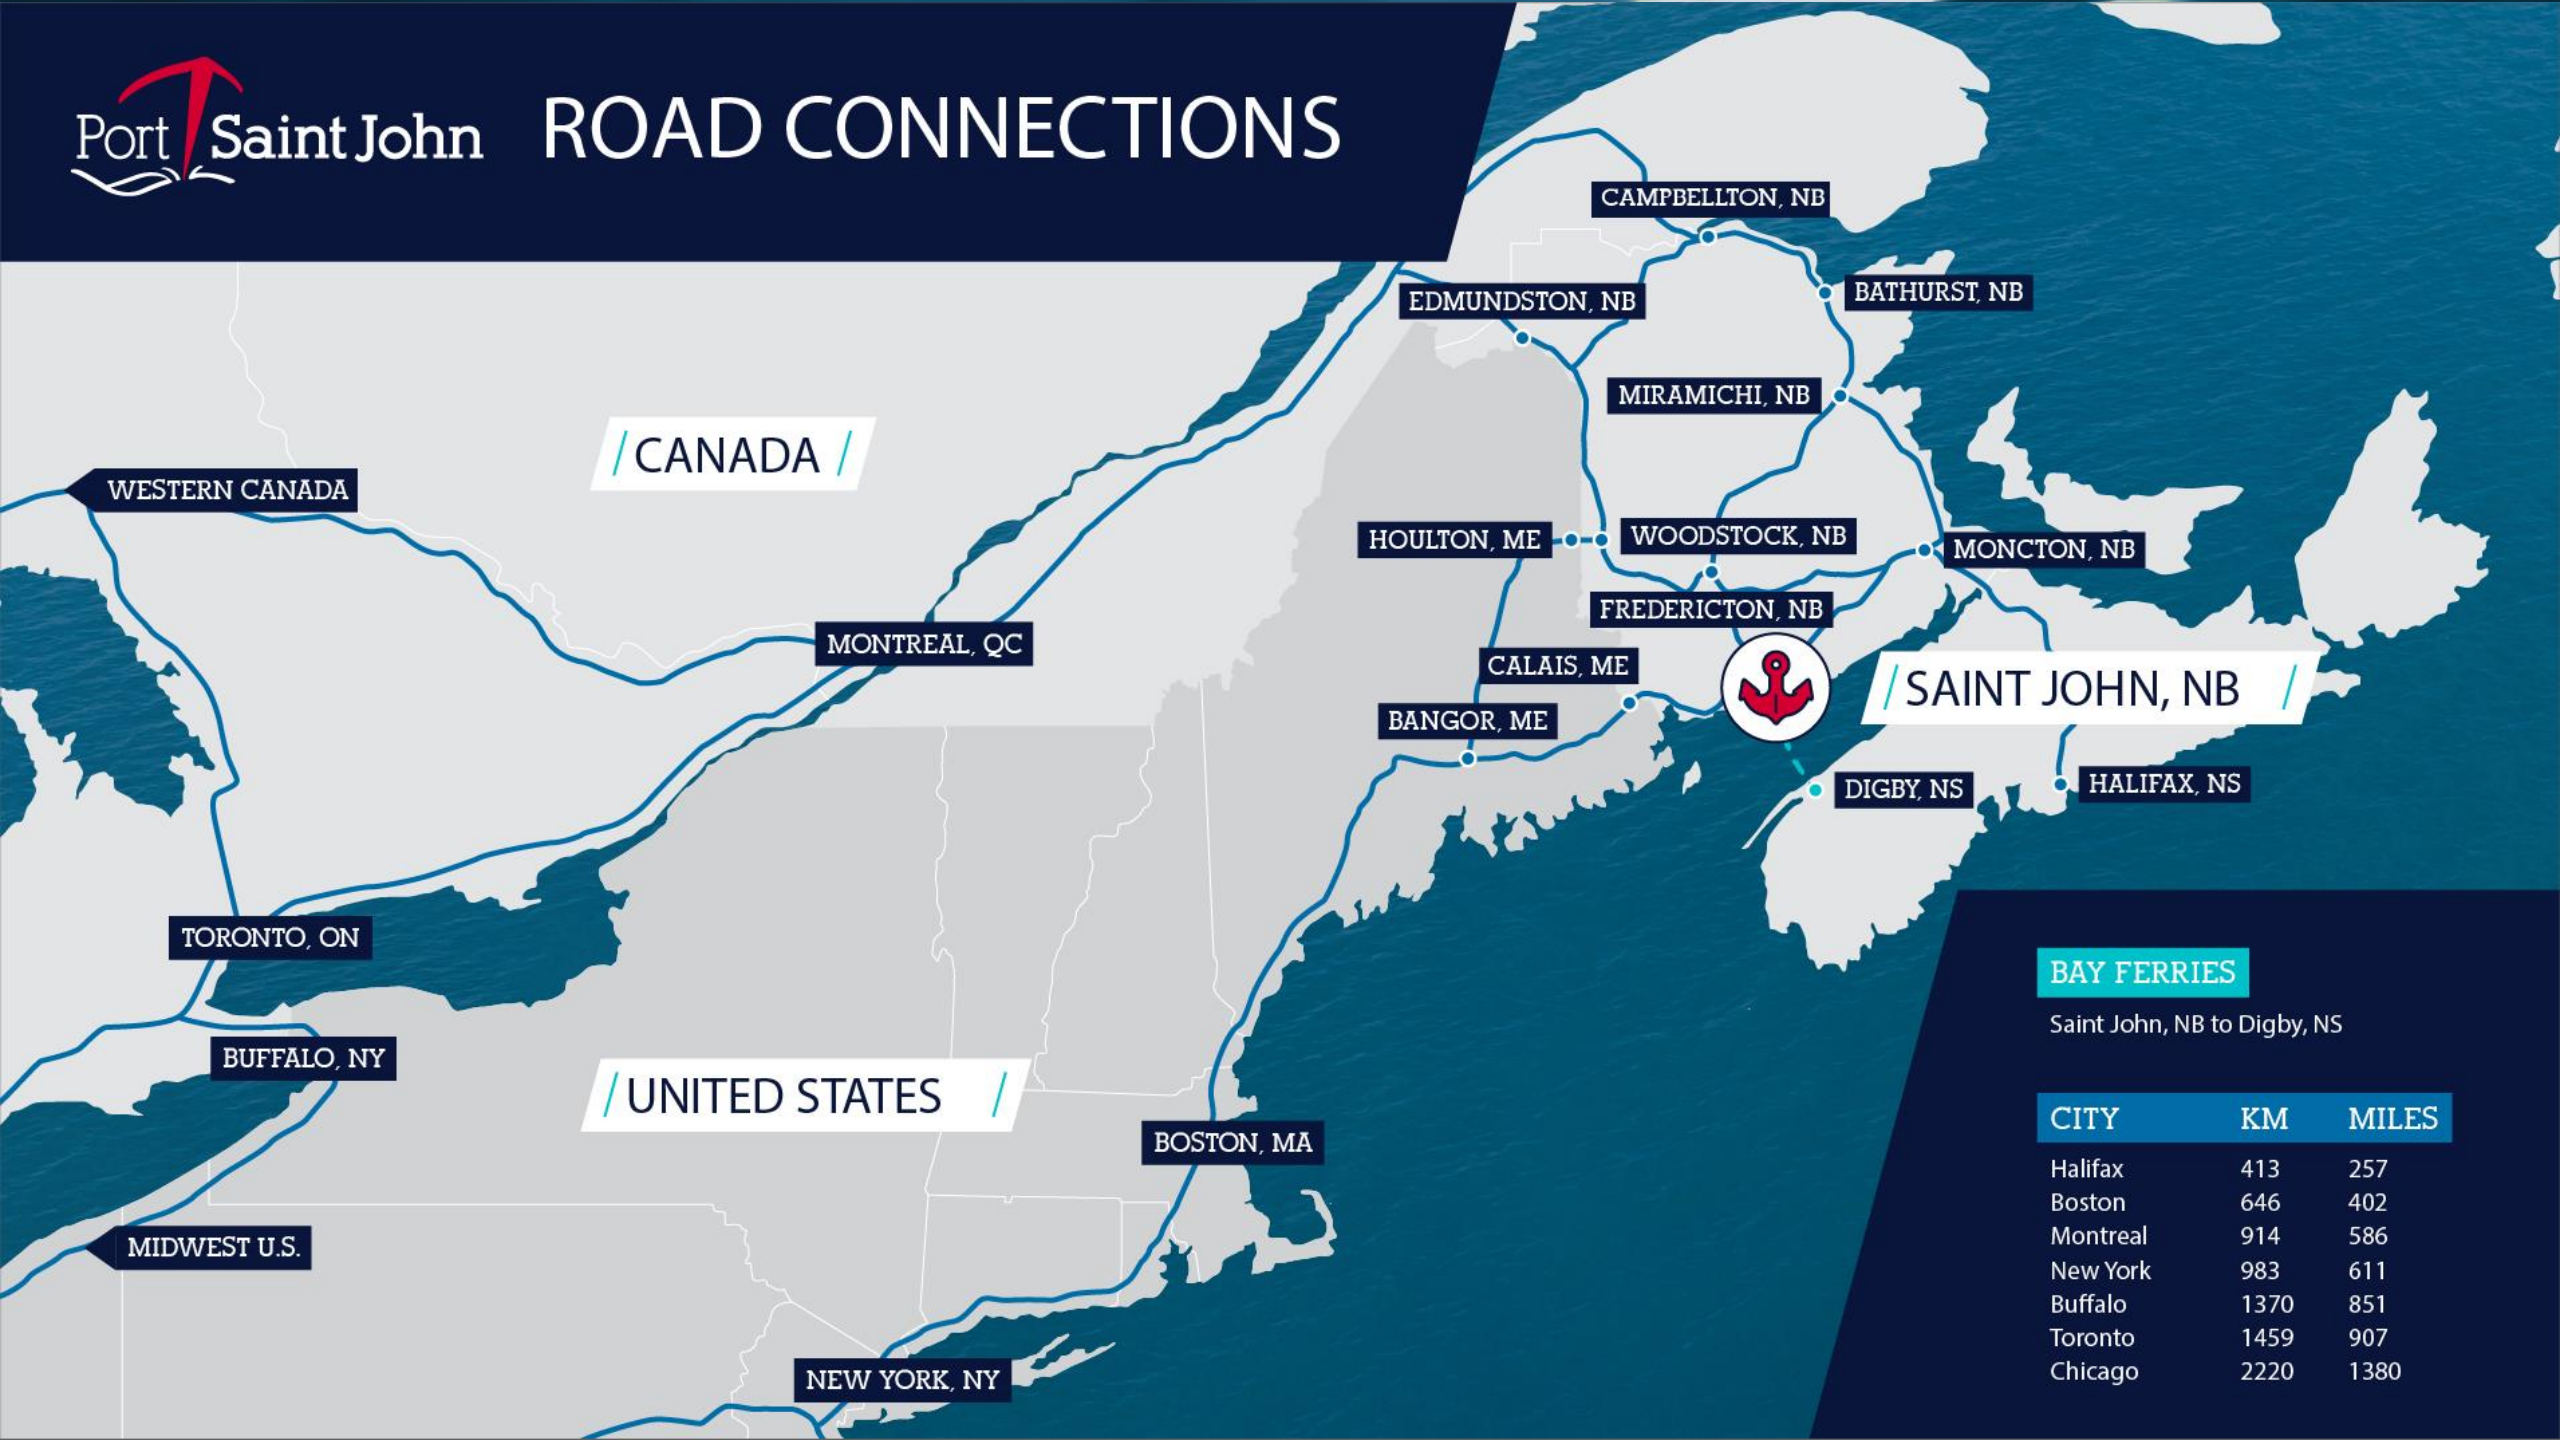 Port Saint John
ROAD CONNECTIONS
CAMPBELLTON, NB
EDMUNDSTON, NB
BATHURST, NB
MIRAMICHI, NB
CANADA
WESTERN CANADA
HOULTON, ME
WOODSTOCK, NB
MONCTON, NB
FREDERICTON, NB
MONTREAL, QC
CALAIS, ME
SAINT JOHN, NB
BANGOR, ME
DIGBY, NS
HALIFAX, NS
TORONTO, ON
BUFFALO, NY
UNITED STATES
BOSTON, MA
MIDWEST U.S.
NEW YORK, NY
BAY FERRIES
Saint John, NB to Digby, NS
CITY KM MILES
Halifax 413 257
Boston 646 402
Montreal 914 586
New York 983 611
Buffalo 1370 851
Toronto 1459 907
Chicago 2220 1380